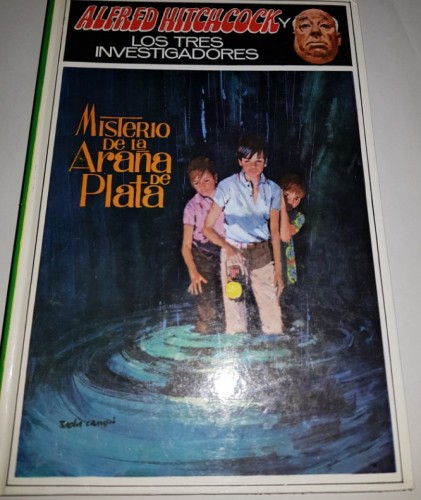 ALFRED HITCHCOCK Y
LOS TRES
INVESTIGADORES
Misterio
DE LA
Araña
DE
Plata